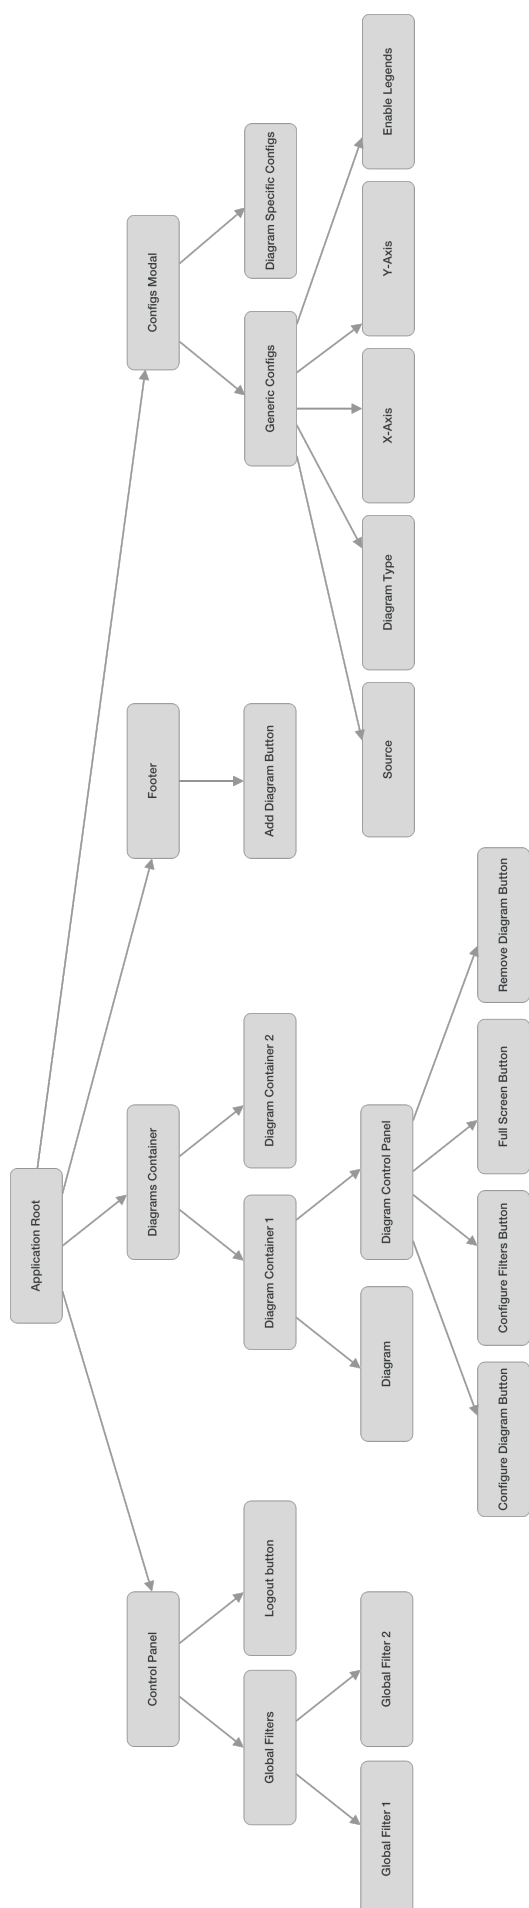 Application Root
Control Panel
Diagrams Container
Footer
Configs Modal
Global Filters
Logout button
Diagram Container 1
Diagram Container 2
Add Diagram Button
Generic Configs
Diagram Specific Configs
Global Filter 1
Global Filter 2
Diagram
Diagram Control Panel
Source
Diagram Type
X-Axis
Y-Axis
Enable Legends
Configure Diagram Button
Configure Filters Button
Full Screen Button
Remove Diagram Button